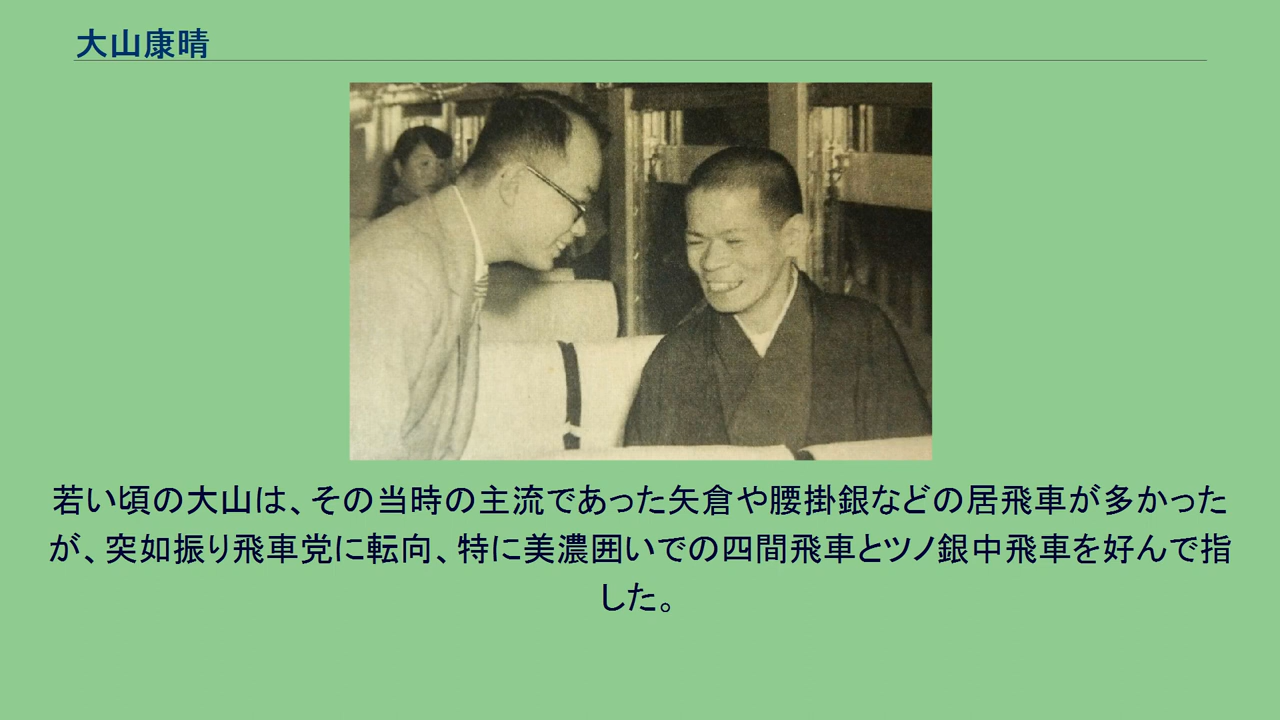 大山康晴
若い頃の大山は、その当時の主流であった矢倉や腰掛銀などの居飛車が多かった
が、突如振り飛車党に転向、特に美濃囲いでの四間飛車とツノ銀中飛車を好んで指
した。